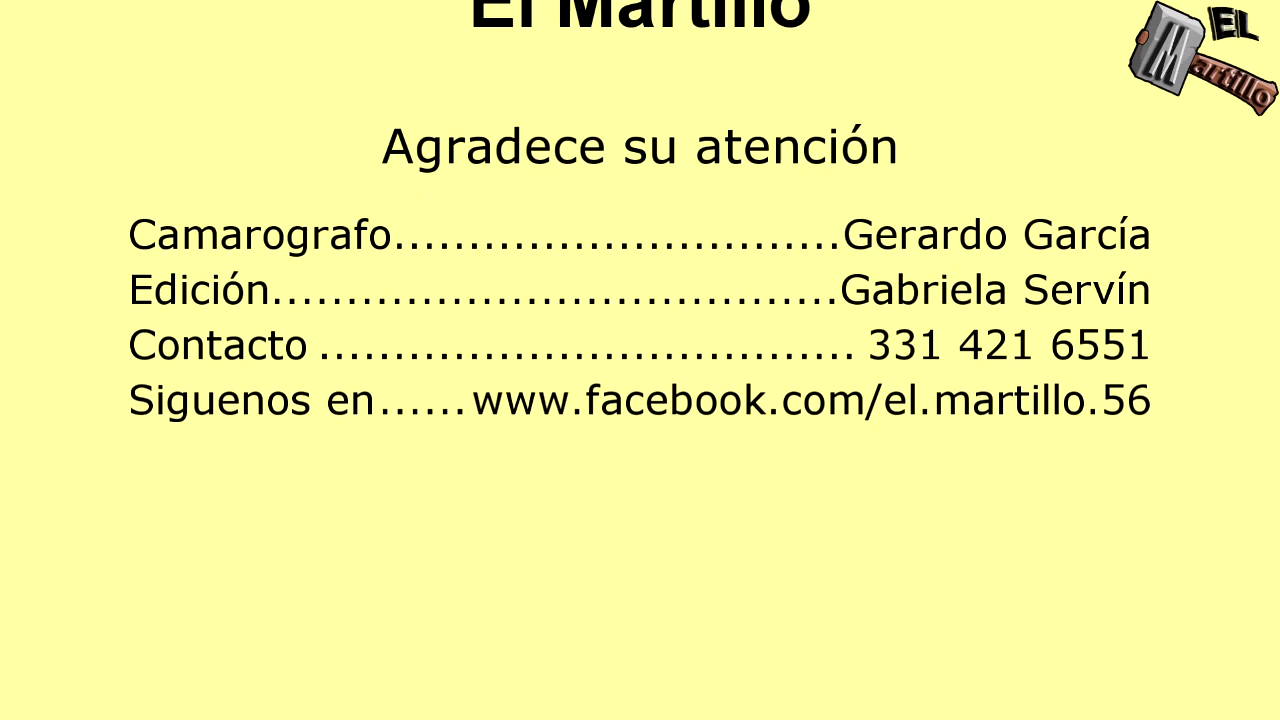 El Martillo
EL
Martillo
Agradece su atención
Camarografo..............................Gerardo García
Edición......................................Gabriela Servín
Contacto .................................... 331 421 6551
Siguenos en......www.facebook.com/el.martillo.56